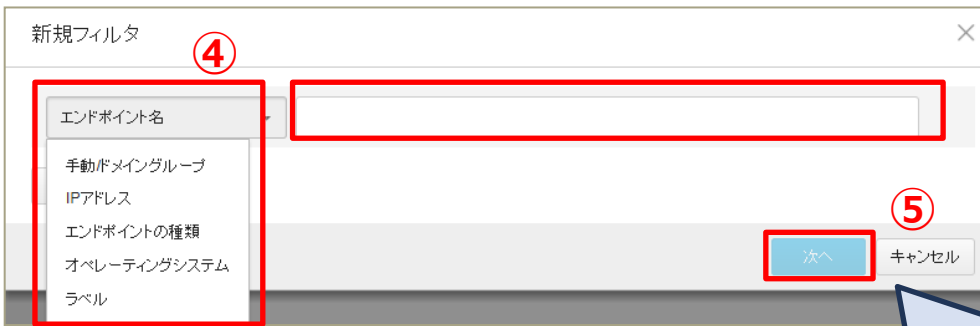 新規フィルタ
④
エンドポイント名
手動/ドメイングループ
IPアドレス
エンドポイントの種類
オペレーティングシステム
ラベル
⑤
次へ
キャンセル